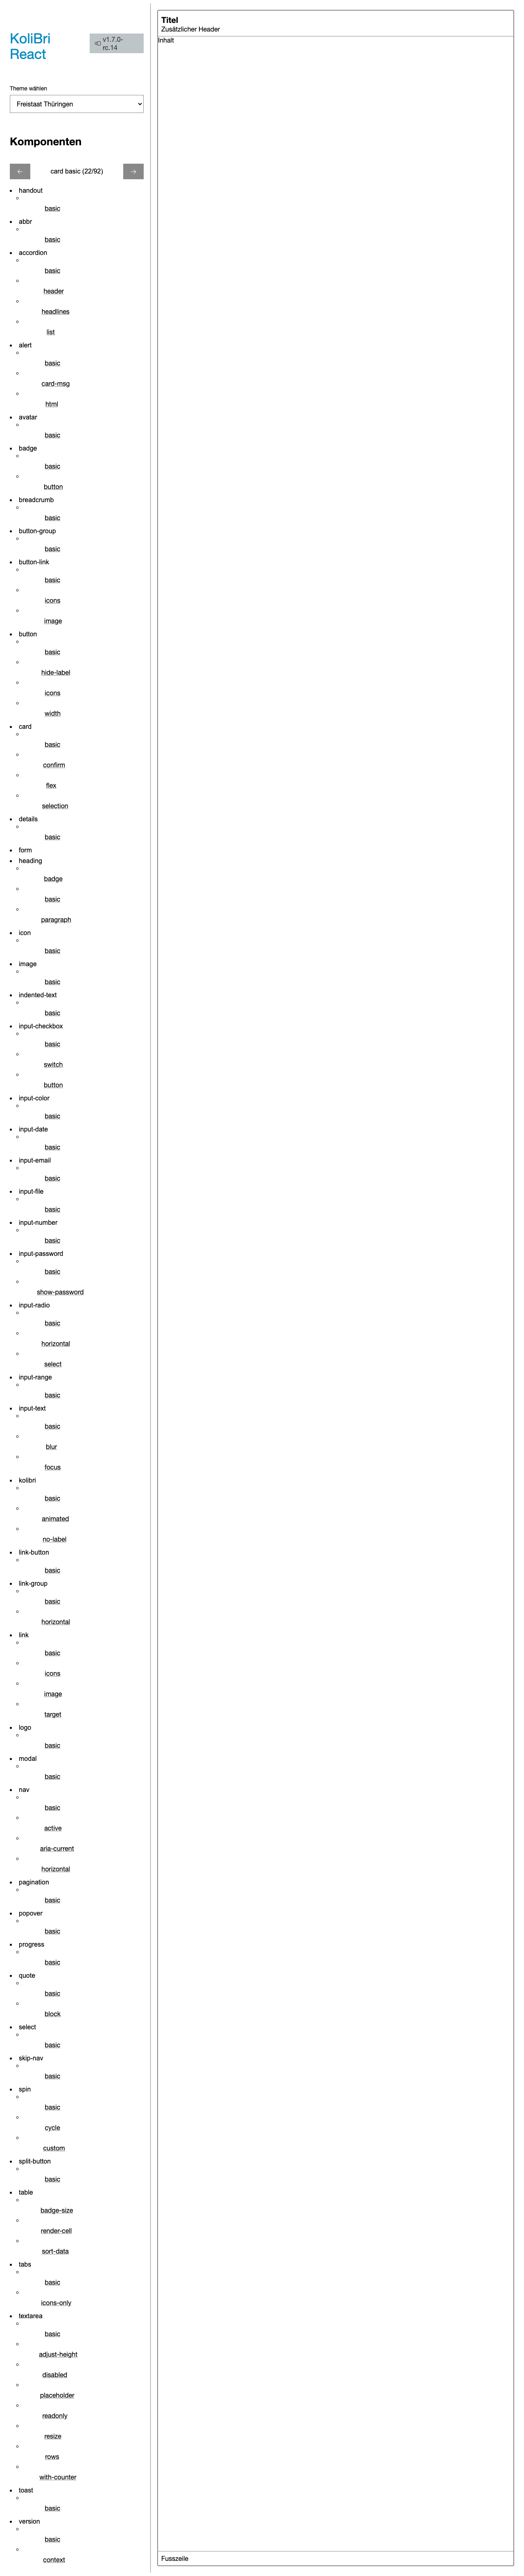 KoliBri
React
v1.7.0-
rc.14
Theme wählen
Freistaat Thüringen
Komponenten
card basic (22/92)
handout
basic
abbr
basic
accordion
basic
header
headlines
list
alert
basic
card-msg
html
avatar
basic
badge
basic
button
breadcrumb
basic
button-group
basic
button-link
basic
icons
image
button
basic
hide-label
icons
width
card
basic
confirm
flex
selection
details
basic
form
heading
badge
basic
paragraph
icon
basic
image
basic
indented-text
basic
input-checkbox
basic
switch
button
input-color
basic
input-date
basic
input-email
basic
input-file
basic
input-number
basic
input-password
basic
show-password
input-radio
basic
horizontal
select
input-range
basic
input-text
basic
blur
focus
kolibri
basic
animated
no-label
link-button
basic
link-group
basic
horizontal
link
basic
icons
image
target
logo
basic
modal
basic
nav
basic
active
aria-current
horizontal
pagination
basic
popover
basic
progress
basic
quote
basic
block
select
basic
skip-nav
basic
spin
basic
cycle
custom
split-button
basic
table
badge-size
render-cell
sort-data
tabs
basic
icons-only
textarea
basic
adjust-height
disabled
placeholder
readonly
resize
rows
with-counter
toast
basic
version
basic
context
Titel
Zusätzlicher Header
Inhalt
Fusszeile